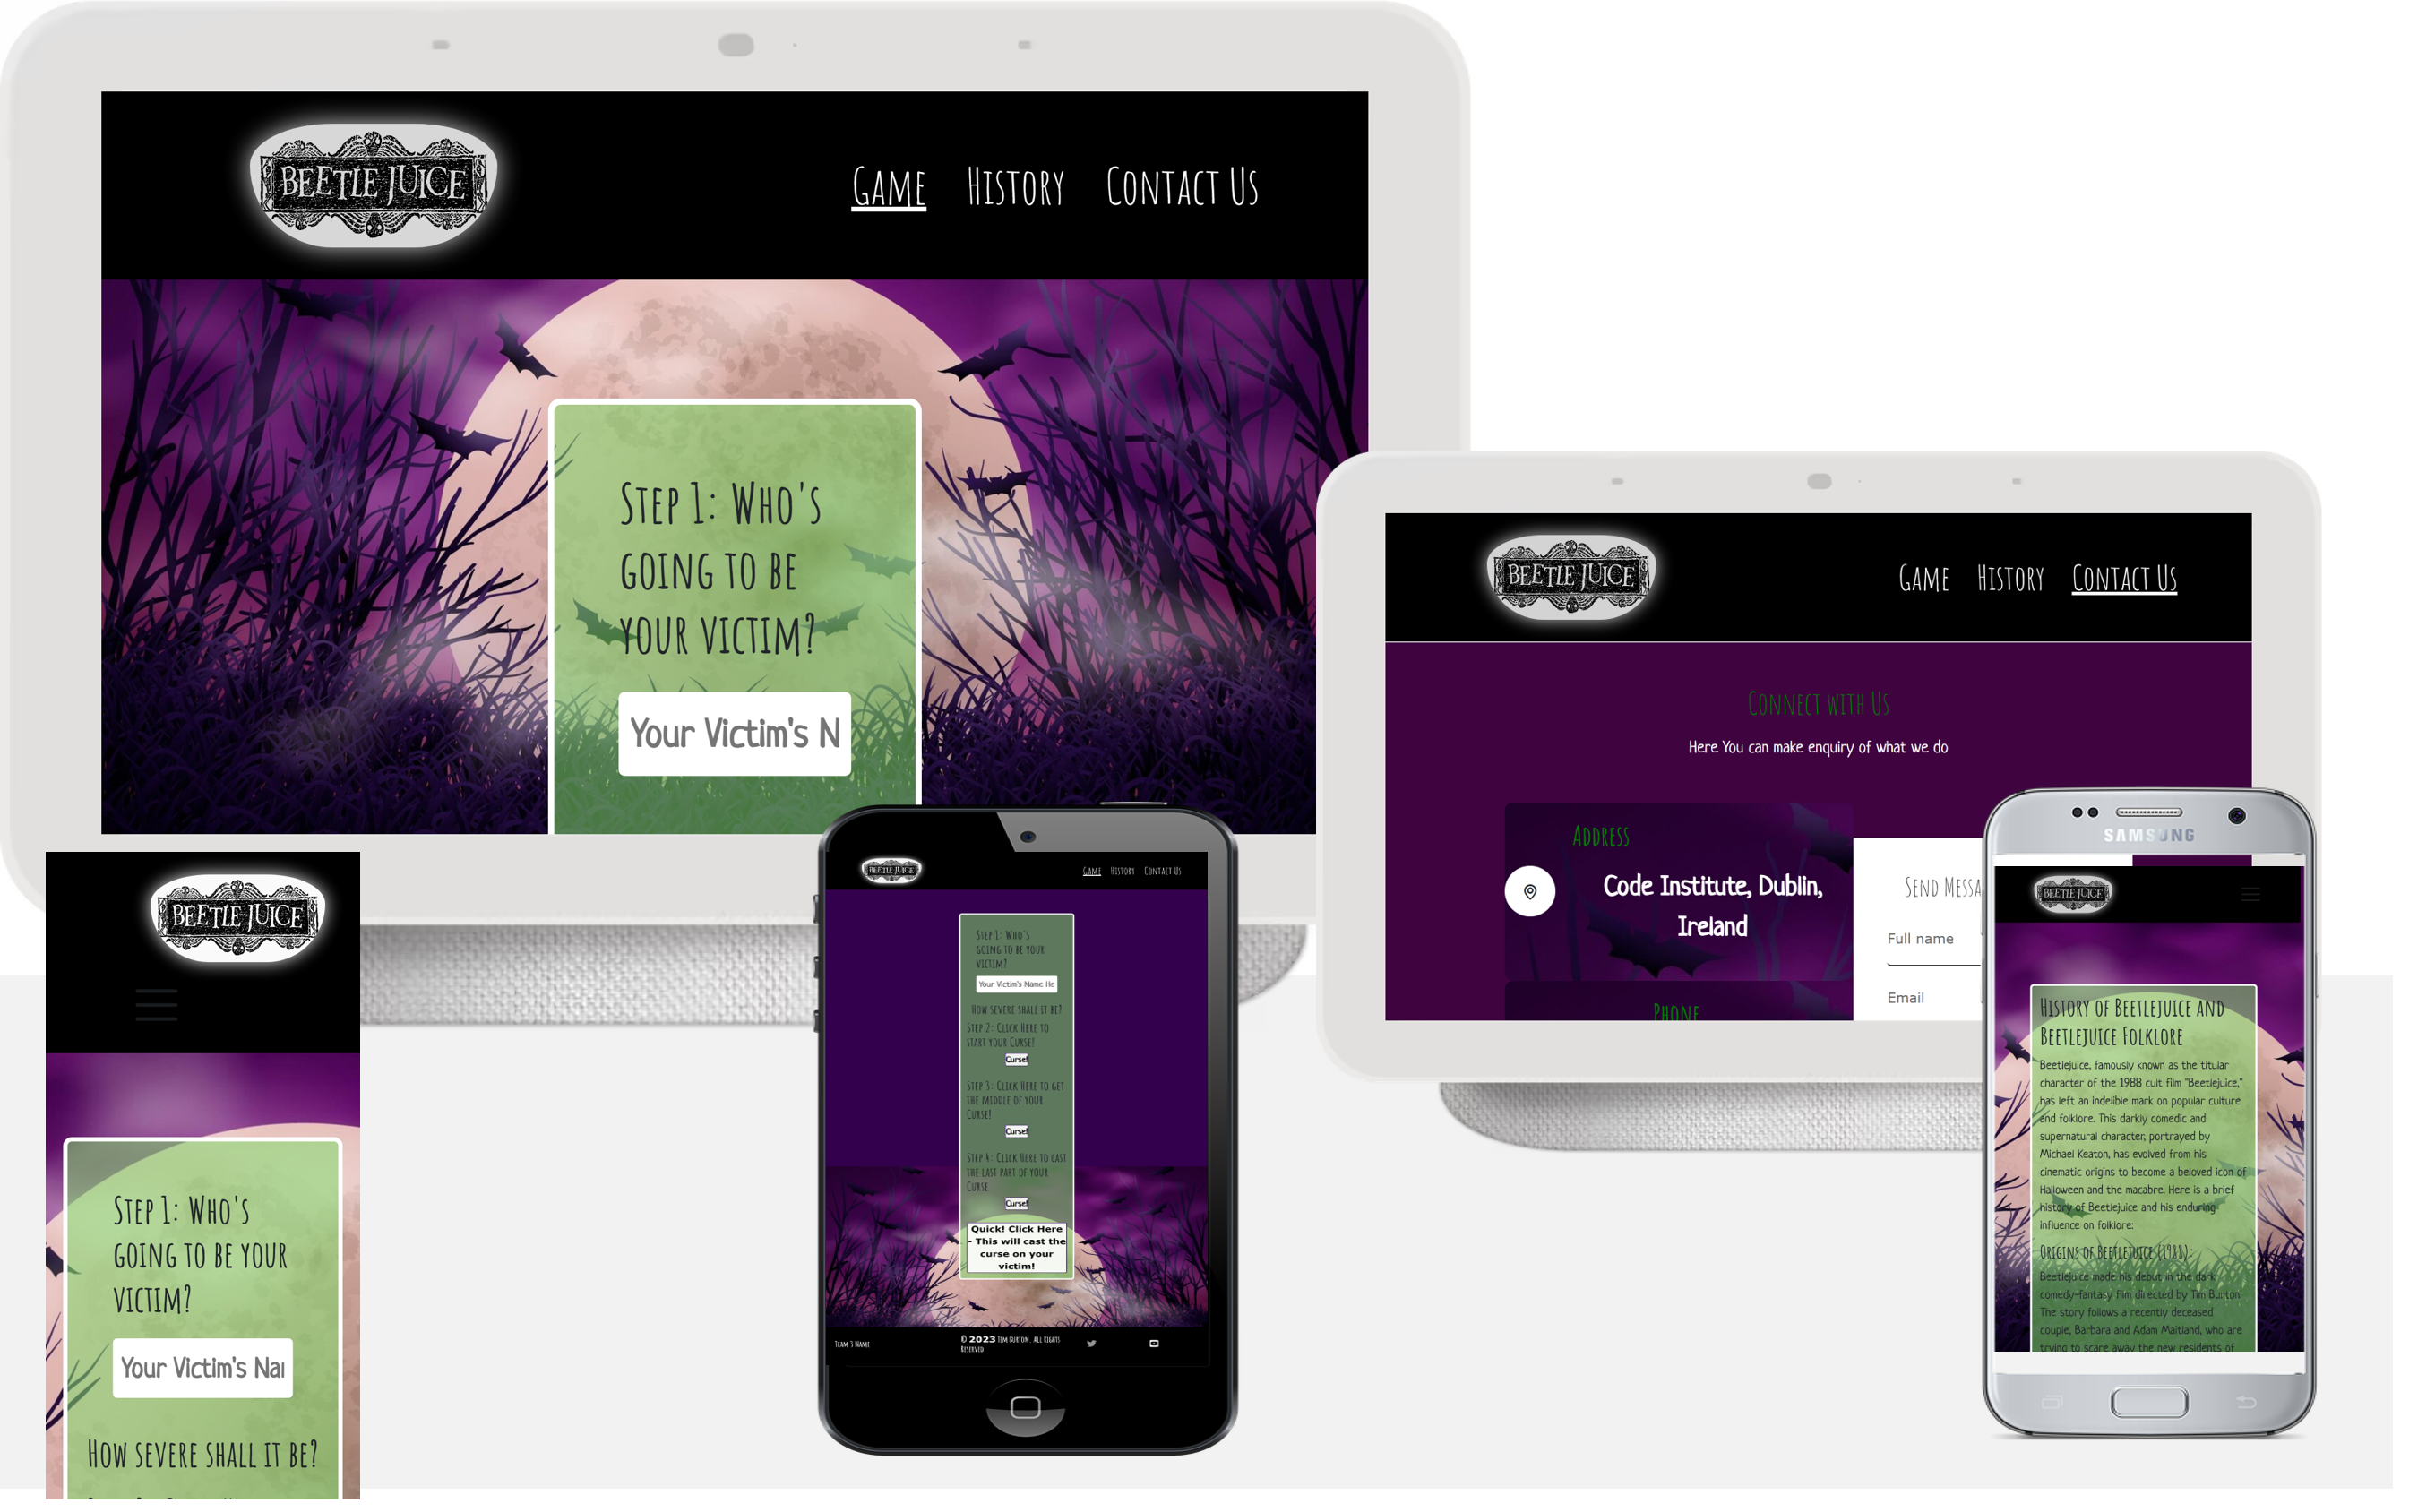 BEETLE JUICE
GAME HISTORY CONTACT US
STEP 1: WHO'S
GOING TO BE
YOUR VICTIM?
Your Victim's N
BEETLE JUICE
GAME HISTORY CONTACT US
CONNECT WITH US
Here You can make enquiry of what we do
ADDRESS
Code Institute, Dublin,
Ireland
PHONE
SEND MESSA
Full name
Email
BEETLE JUICE
STEP 1: WHO'S
GOING TO BE YOUR
VICTIM?
Your Victim's Na
HOW SEVERE SHALL IT BE?
BEETLE JUICE
GAME HISTORY CONTACT US
STEP 1: WHO'S
GOING TO BE YOUR
VICTIM?
Your Victim's Name He
HOW SEVERE SHALL IT BE?
STEP 2: CLICK HERE TO
START YOUR CURSE!
Curse!
STEP 3: CLICK HERE TO GET
THE MIDDLE OF YOUR
CURSE!
Curse!
STEP 4: CLICK HERE TO CAST
THE LAST PART OF YOUR
CURSE
Curse!
Quick! Click Here
- This will cast the
curse on your
victim!
TEAM 3 NAME
© 2023 TIM BURTON. ALL RIGHTS
RESERVED.
SAMSUNG
BEETLE JUICE
HISTORY OF BEETLEJUICE AND
BEETLEJUICE FOLKLORE
Beetlejuice, famously known as the titular
character of the 1988 cult film "Beetlejuice,"
has left an indelible mark on popular culture
and folklore. This darkly comedic and
supernatural character, portrayed by
Michael Keaton, has evolved from his
cinematic origins to become a beloved icon of
Halloween and the macabre. Here is a brief
history of Beetlejuice and his enduring
influence on folklore:
ORIGINS OF BEETLEJUICE (1988):
Beetlejuice made his debut in the dark
comedy-fantasy film directed by Tim Burton.
The story follows a recently deceased
couple, Barbara and Adam Maitland, who are
trying to scare away the new residents of